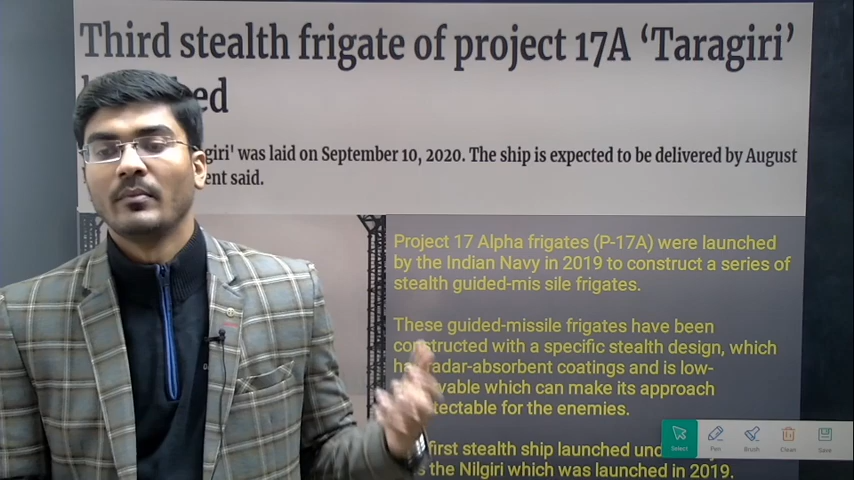 Third stealth frigate of project 17A ‘Taragiri’
ed
giri' was laid on September 10, 2020. The ship is expected to be delivered by August
ent said.
Project 17 Alpha frigates (P-17A) were launched
by the Indian Navy in 2019 to construct a series of
stealth guided-mis sile frigates.
These guided-missile frigates have been
constructed with a specific stealth design, which
radar-absorbent coatings and is low-
vable which can make its approach
tectable for the enemies.
first stealth ship launched
the Nilgiri which was launched in 2019.
Select
Pen
Brush
Clean
Save